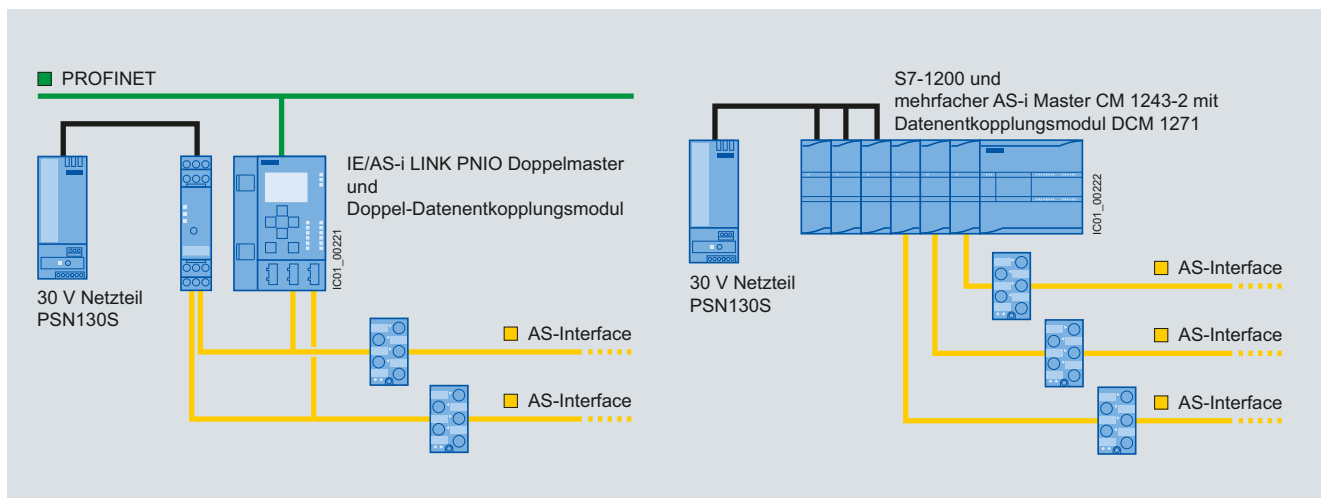 PROFINET
IE/AS-i LINK PNIO Doppelmaster
und
Doppel-Datenentkopplungsmodul
IC01_00221
30 V Netzteil
PSN130S
AS-Interface
AS-Interface
S7-1200 und
mehrfacher AS-i Master CM 1243-2 mit
Datenentkopplungsmodul DCM 1271
IC01_00222
30 V Netzteil
PSN130S
AS-Interface
AS-Interface
AS-Interface